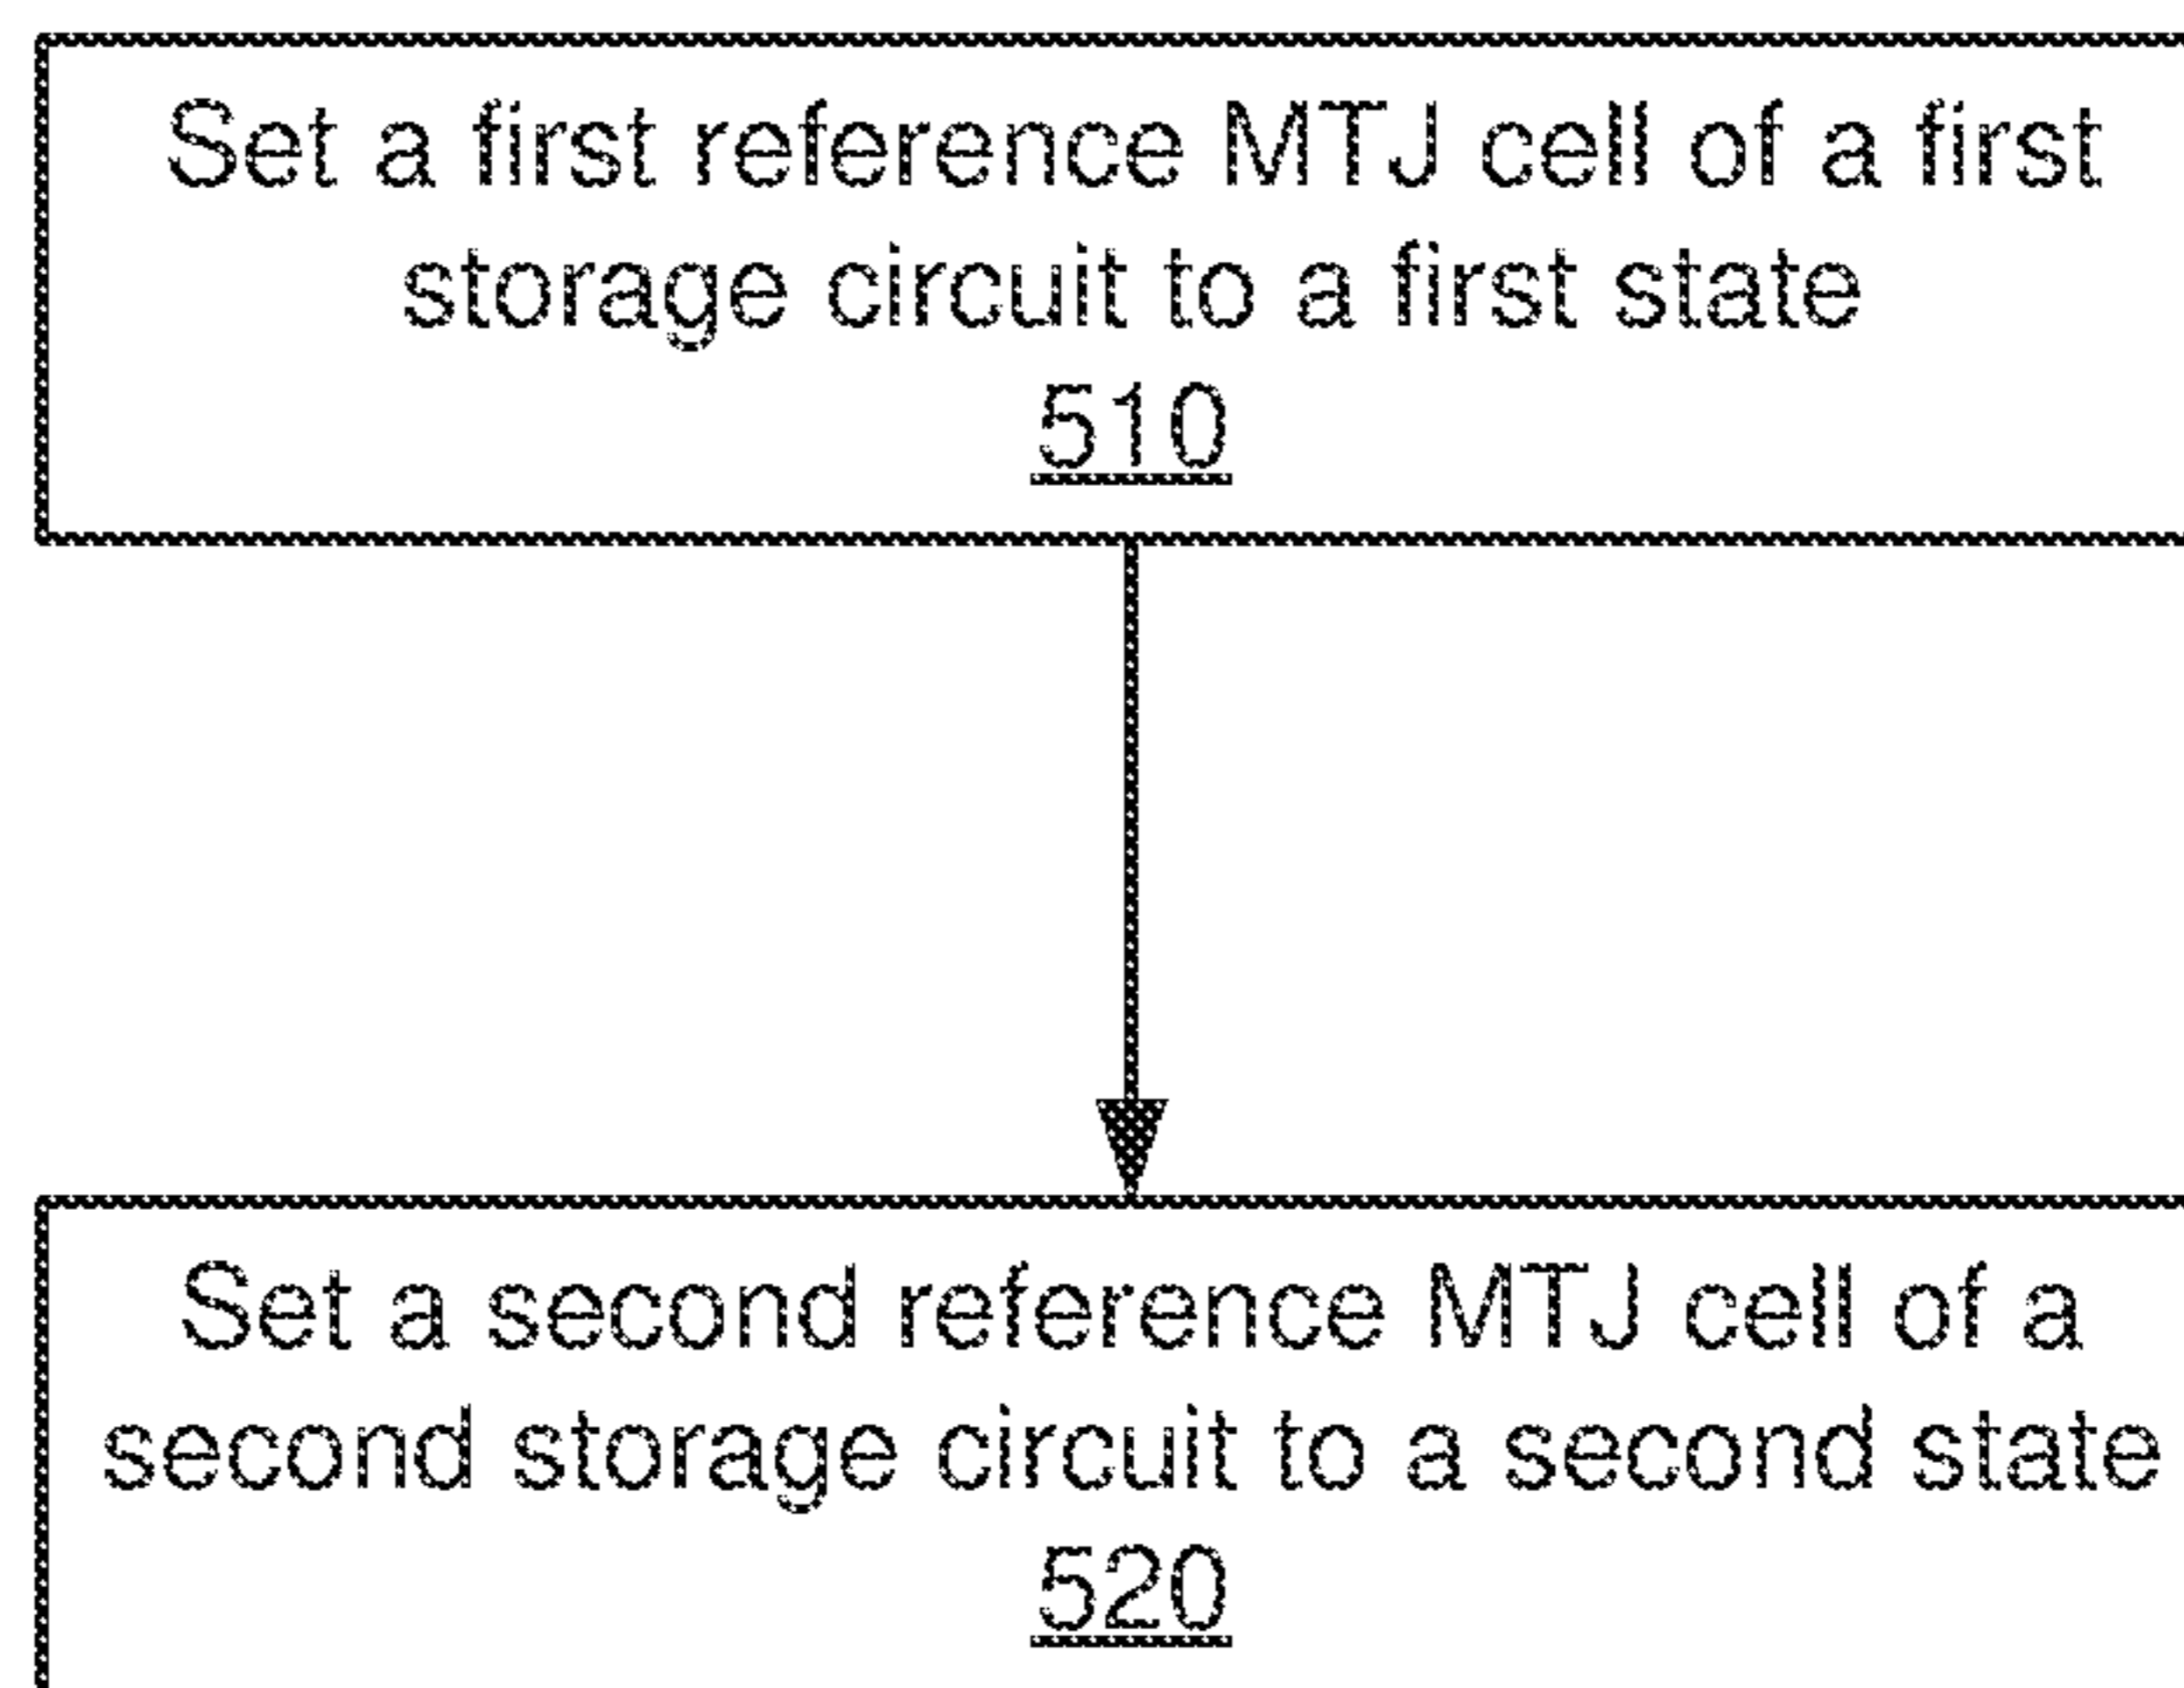 Set a first reference MTJ cell of a first
storage circuit to a first state
510
Set a second reference MTJ cell of a
second storage circuit to a second state
520